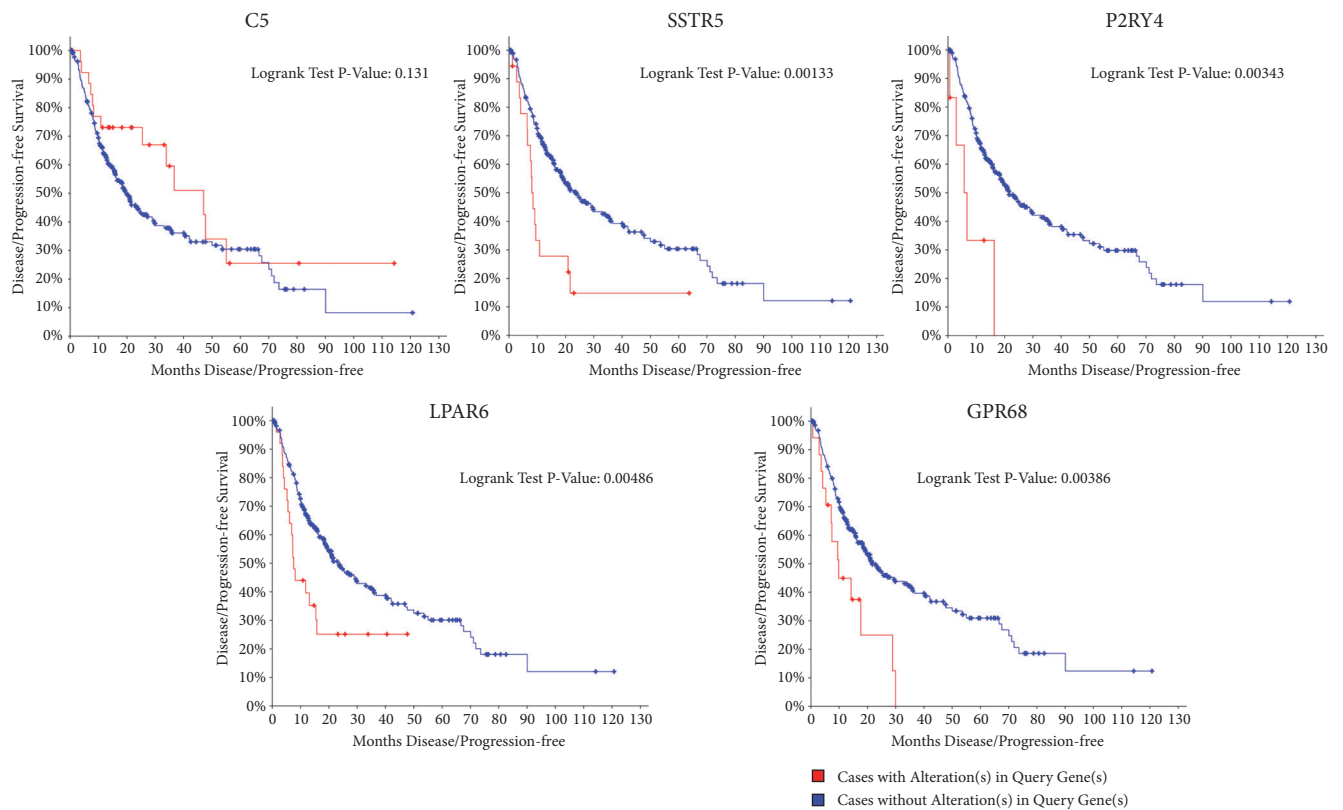 C5
Disease/Progression-free Survival
100%
90%
80%
70%
60%
50%
40%
30%
20%
10%
0%
Logrank Test P-Value: 0.131
0 10 20 30 40 50 60 70 80 90 100 110 120 130
Months Disease/Progression-free
SSTR5
Disease/Progression-free Survival
100%
90%
80%
70%
60%
50%
40%
30%
20%
10%
0%
Logrank Test P-Value: 0.00133
0 10 20 30 40 50 60 70 80 90 100 110 120 130
Months Disease/Progression-free
P2RY4
Disease/Progression-free Survival
100%
90%
80%
70%
60%
50%
40%
30%
20%
10%
0%
Logrank Test P-Value: 0.00343
0 10 20 30 40 50 60 70 80 90 100 110 120 130
Months Disease/Progression-free
LPAR6
Disease/Progression-free Survival
100%
90%
80%
70%
60%
50%
40%
30%
20%
10%
0%
Logrank Test P-Value: 0.00486
0 10 20 30 40 50 60 70 80 90 100 110 120 130
Months Disease/Progression-free
GPR68
Disease/Progression-free Survival
100%
90%
80%
70%
60%
50%
40%
30%
20%
10%
0%
Logrank Test P-Value: 0.00386
0 10 20 30 40 50 60 70 80 90 100 110 120 130
Months Disease/Progression-free
Cases with Alteration(s) in Query Gene(s)
Cases without Alteration(s) in Query Gene(s)